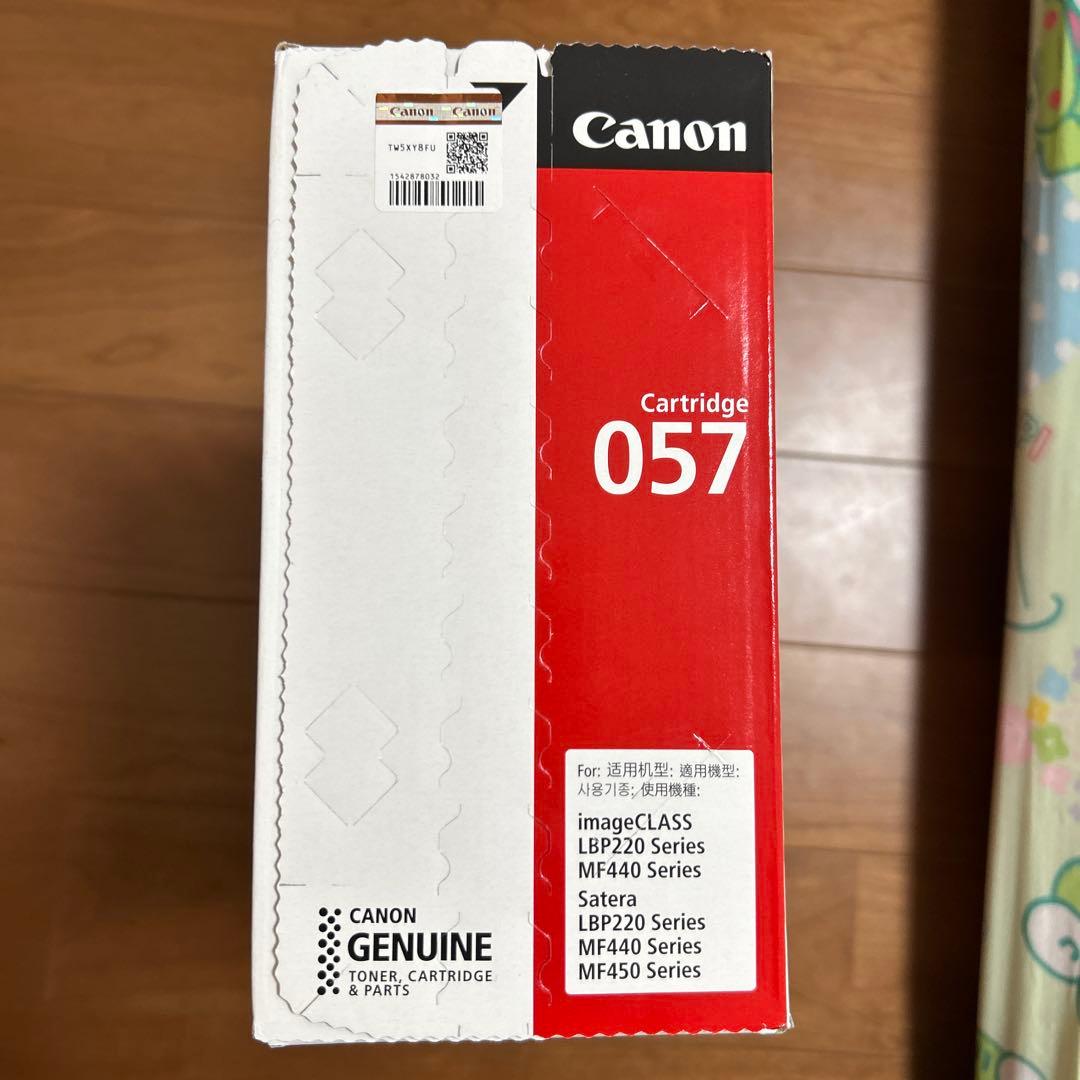 Canon Canon
TW5XY8FU
1542878032
Canon
Cartridge
057
For: 适用机型: 適用機型:
사용기종: 使用機種:
imageCLASS
LBP220 Series
MF440 Series
Satera
LBP220 Series
MF440 Series
MF450 Series
CANON
GENUINE
TONER, CARTRIDGE
& PARTS